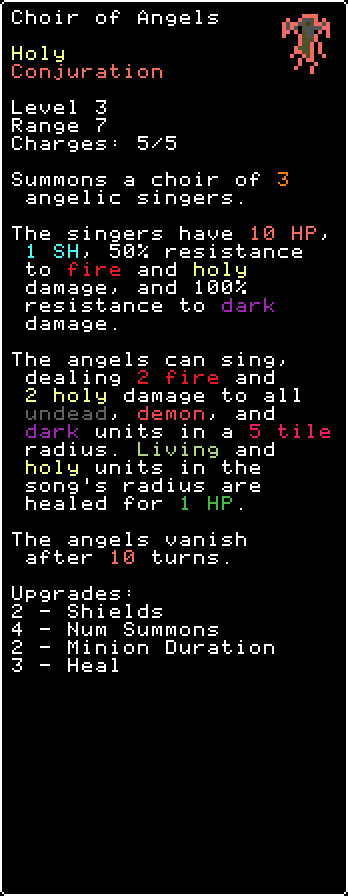 Choir of Angels
Holy
Conjuration
Level 3
Range 7
Charges: 5/5
Summons a choir of 3
angelic singers.
The singers have 10 HP,
1 SH, 50% resistance
to fire and holy
damage, and 100%
resistance to dark
damage.
The angels can sing,
dealing 2 fire and
2 holy damage to all
undead, demon, and
dark units in a 5 tile
radius. Living and
holy units in the
song's radius are
healed for 1 HP.
The angels vanish
after 10 turns.
Upgrades:
2 - Shields
4 - Num Summons
2 - Minion Duration
3 - Heal